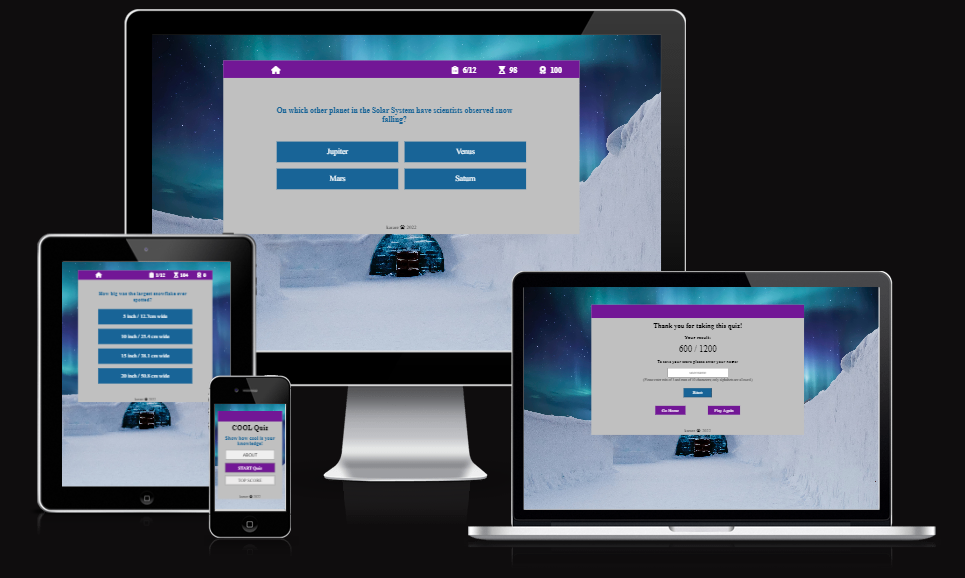 6/12 98 100
On which other planet in the Solar System have scientists observed snow
falling?
Jupiter Venus
Mars Saturn
2022
1/12 104 0
How big was the largest snowflake ever
spotted?
5 inch / 12.7cm wide
10 inch / 25.4 cm wide
15 inch / 38.1 cm wide
20 inch / 50.8 cm wide
2022
COOL Quiz
Show how cool is your
knowledge!
ABOUT
START Quiz
TOP SCORES
2022
Thank you for taking this quiz!
Your result:
600 / 1200
To save your score please enter your name:
Save
Go Home Play Again
2022